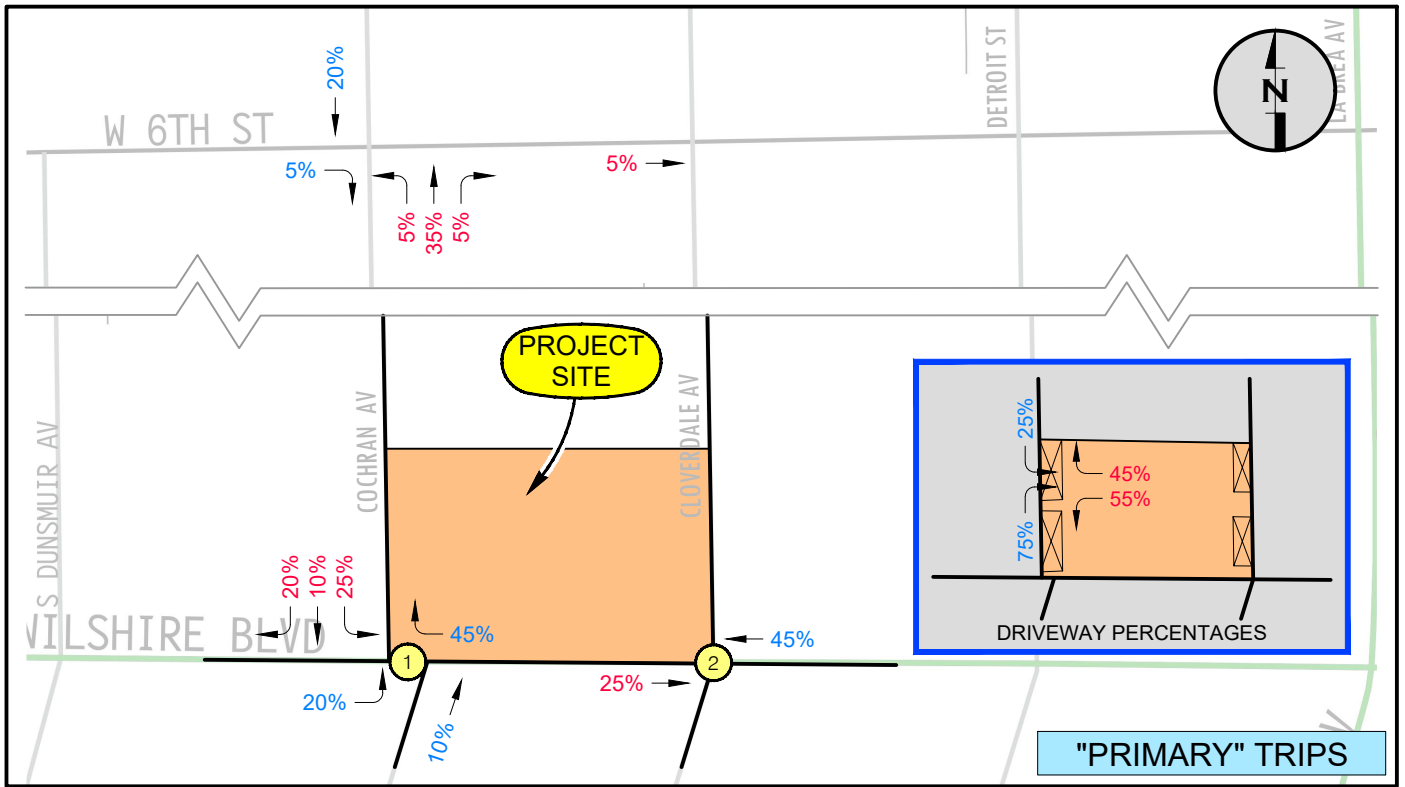 20%
W 6TH ST
DETROIT ST
LA BREA AV
N
5%
5%
35%
5%
5%
PROJECT
SITE
S DUNSMUIR AV
COCHRAN AV
CLOVERDALE AV
25%
75%
45%
55%
DRIVEWAY PERCENTAGES
20%
10%
25%
WILSHIRE BLVD
45%
45%
1
2
20%
10%
25%
V
"PRIMARY" TRIPS